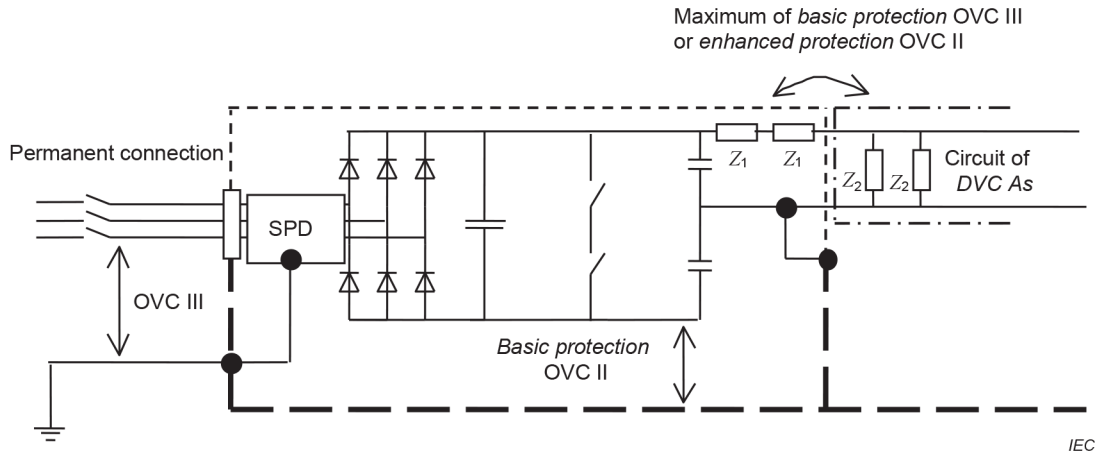 Maximum of basic protection OVC III
or enhanced protection OVC II
Permanent connection
Z1
Z1
Z2
Z2
Circuit of
DVC As
SPD
OVC III
Basic protection
OVC II
IEC